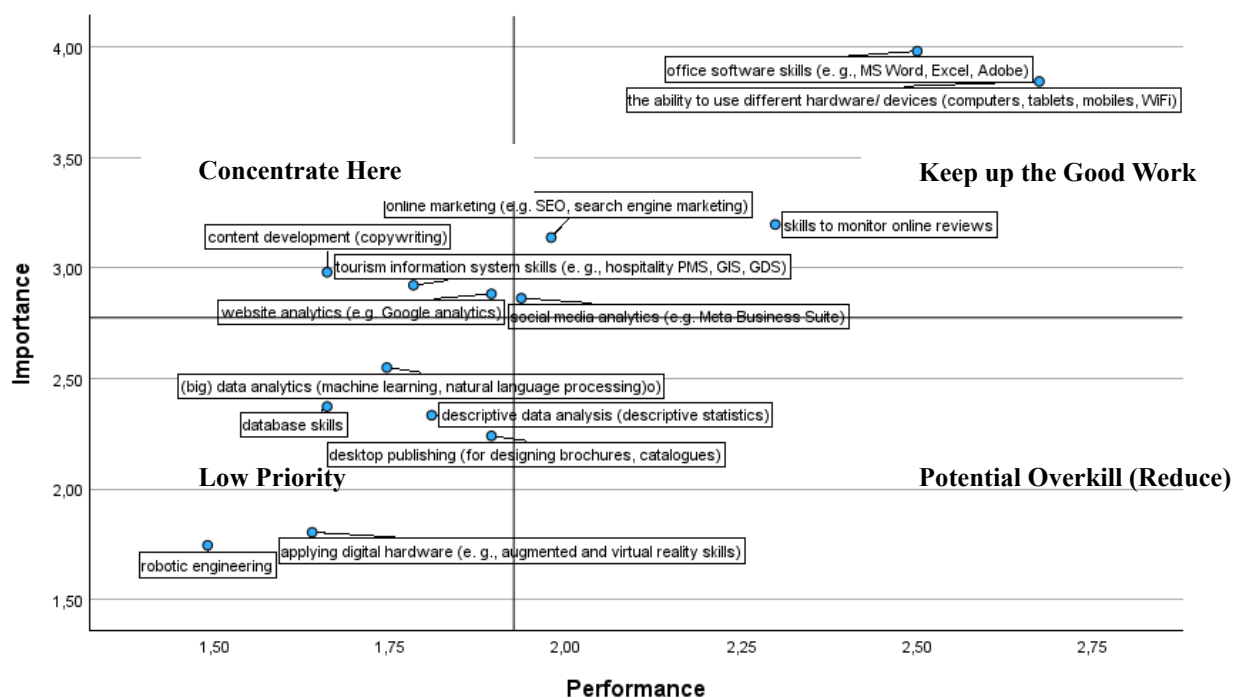 4,00
office software skills (e. g., MS Word, Excel, Adobe)
the ability to use different hardware/ devices (computers, tablets, mobiles, WiFi)
3,50
Concentrate Here
Keep up the Good Work
online marketing (e.g. SEO, search engine marketing)
skills to monitor online reviews
content development (copywriting)
3,00
tourism information system skills (e. g., hospitality PMS, GIS, GDS)
website analytics (e.g. Google analytics)
social media analytics (e.g. Meta Business Suite)
Importance
2,50
(big) data analytics (machine learning, natural language processing)o)
descriptive data analysis (descriptive statistics)
database skills
desktop publishing (for designing brochures, catalogues)
Low Priority
Potential Overkill (Reduce)
2,00
applying digital hardware (e. g., augmented and virtual reality skills)
robotic engineering
1,50
1,50 1,75 2,00 2,25 2,50 2,75
Performance